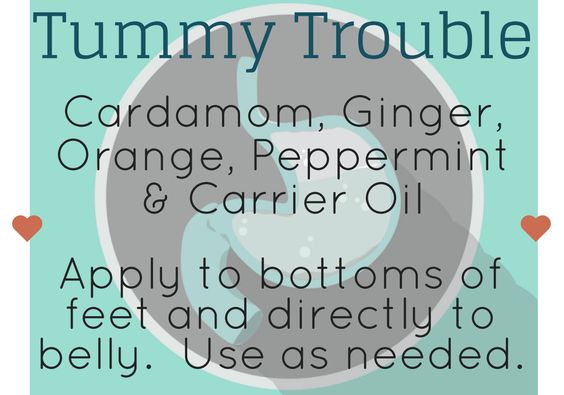 Tummy Trouble
Cardamom, Ginger,
Orange, Peppermint
& Carrier Oil
Apply to bottoms of
feet and directly to
belly.  Use as needed.